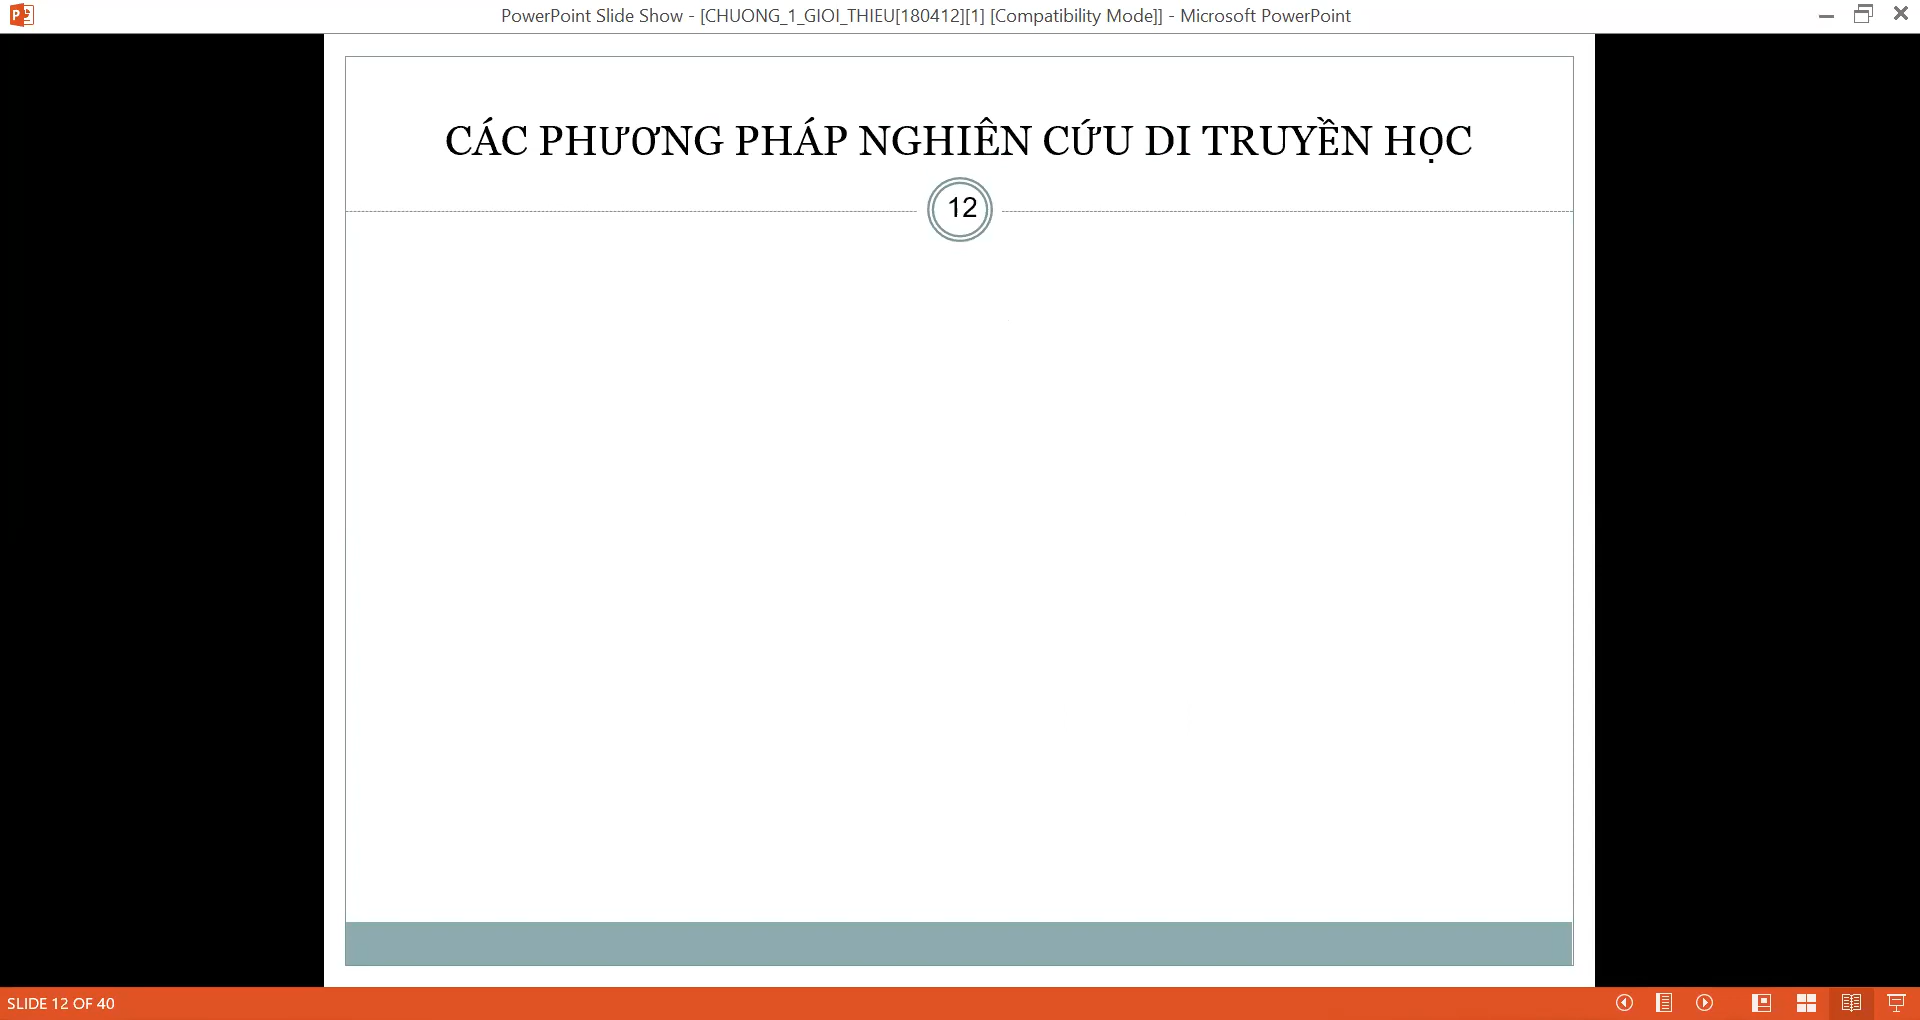 PowerPoint Slide Show - [CHUONG_1_GIOI_THIEU[180412][1] [Compatibility Mode]] - Microsoft PowerPoint
CÁC PHƯƠNG PHÁP NGHIÊN CỨU DI TRUYỀN HỌC
12
SLIDE 12 OF 40